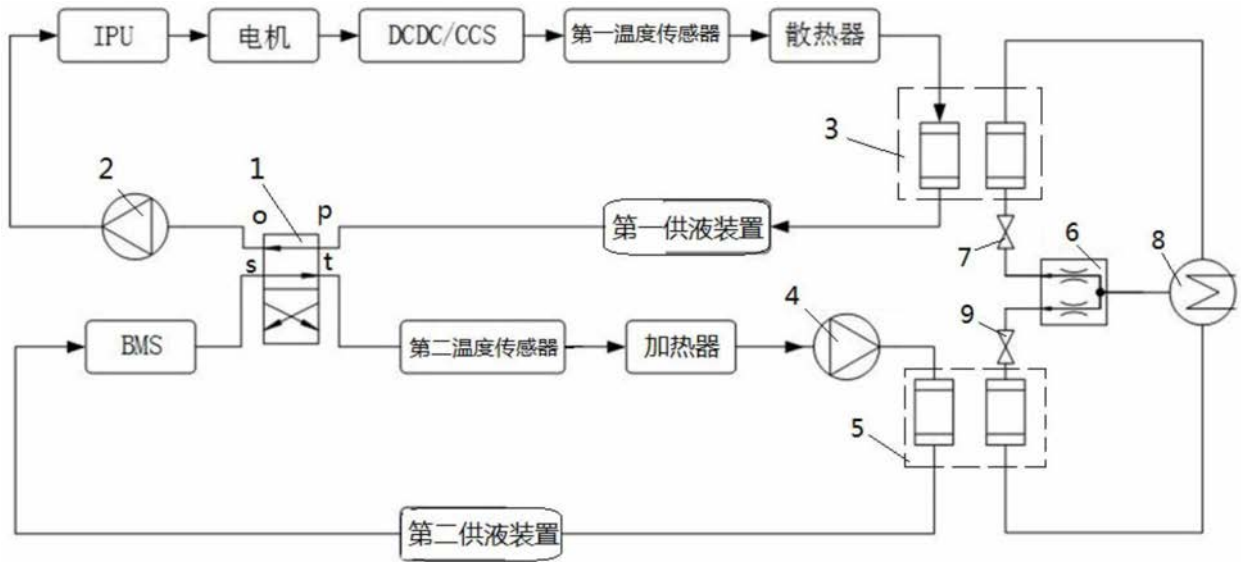 IPU
电机
DCDC/CCS
第一温度传感器
散热器
3
2
1
o
p
第一供液装置
7
6
8
s
t
4
9
BMS
第二温度传感器
加热器
5
第二供液装置